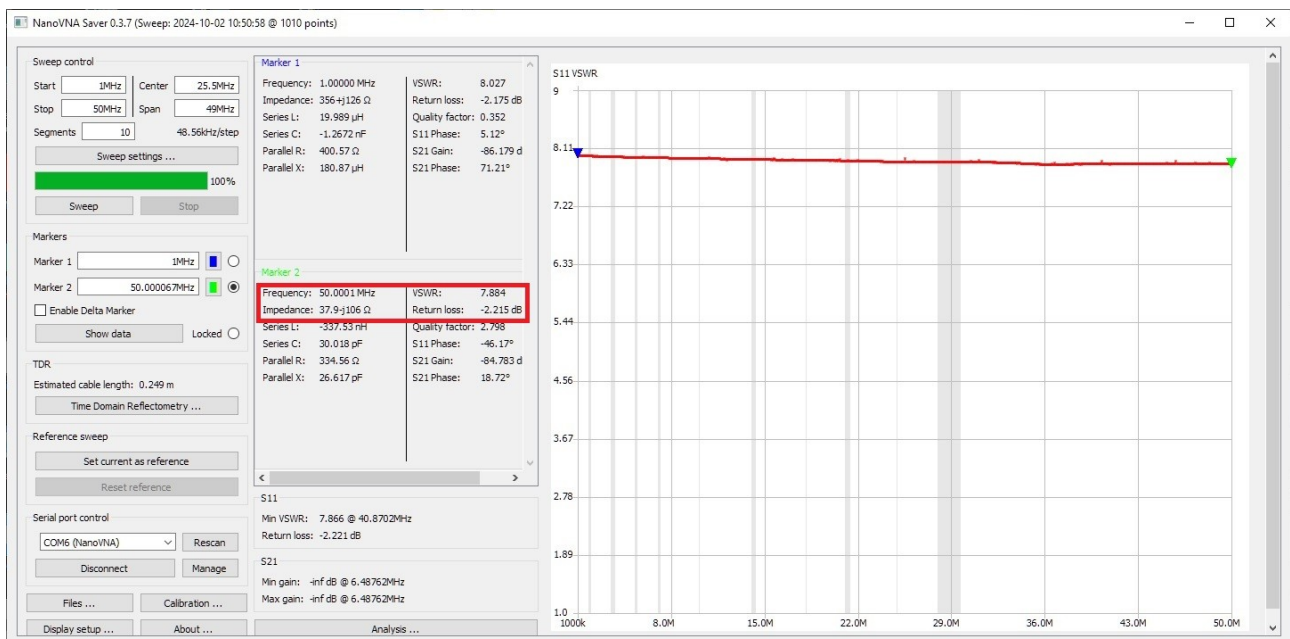 NanoVNA Saver 0.3.7 (Sweep: 2024-10-02 10:50:58 @ 1010 points)
Sweep control
Start 1MHz Center 25.5MHz
Stop 50MHz Span 49MHz
Segments 10 48.56kHz/step
Sweep settings ...
100%
Sweep Stop
Markers
Marker 1 1MHz
Marker 2 50.000067MHz
Enable Delta Marker
Show data Locked
TDR
Estimated cable length: 0.249 m
Time Domain Reflectometry ...
Reference sweep
Set current as reference
Reset reference
Serial port control
COM6 (NanoVNA) Rescan
Disconnect Manage
Files ... Calibration ...
Display setup ... About ...
Marker 1
Frequency: 1.00000 MHz VSWR: 8.027
Impedance: 356+j126 Ω Return loss: -2.175 dB
Series L: 19.989 µH Quality factor: 0.352
Series C: -1.2672 nF S11 Phase: 5.12°
Parallel R: 400.57 Ω S21 Gain: -86.179 d
Parallel X: 180.87 µH S21 Phase: 71.21°
Marker 2
Frequency: 50.0001 MHz VSWR: 7.884
Impedance: 37.9-j106 Ω Return loss: -2.215 dB
Series L: -337.53 nH Quality factor: 2.798
Series C: 30.018 pF S11 Phase: -46.17°
Parallel R: 334.56 Ω S21 Gain: -84.783 d
Parallel X: 26.617 pF S21 Phase: 18.72°
S11
Min VSWR: 7.866 @ 40.8702MHz
Return loss: -2.221 dB
S21
Min gain: -inf dB @ 6.48762MHz
Max gain: -inf dB @ 6.48762MHz
Analysis ...
S11 VSWR
9
8.11
7.22
6.33
5.44
4.56
3.67
2.78
1.89
1.0
1000k 8.0M 15.0M 22.0M 29.0M 36.0M 43.0M 50.0M